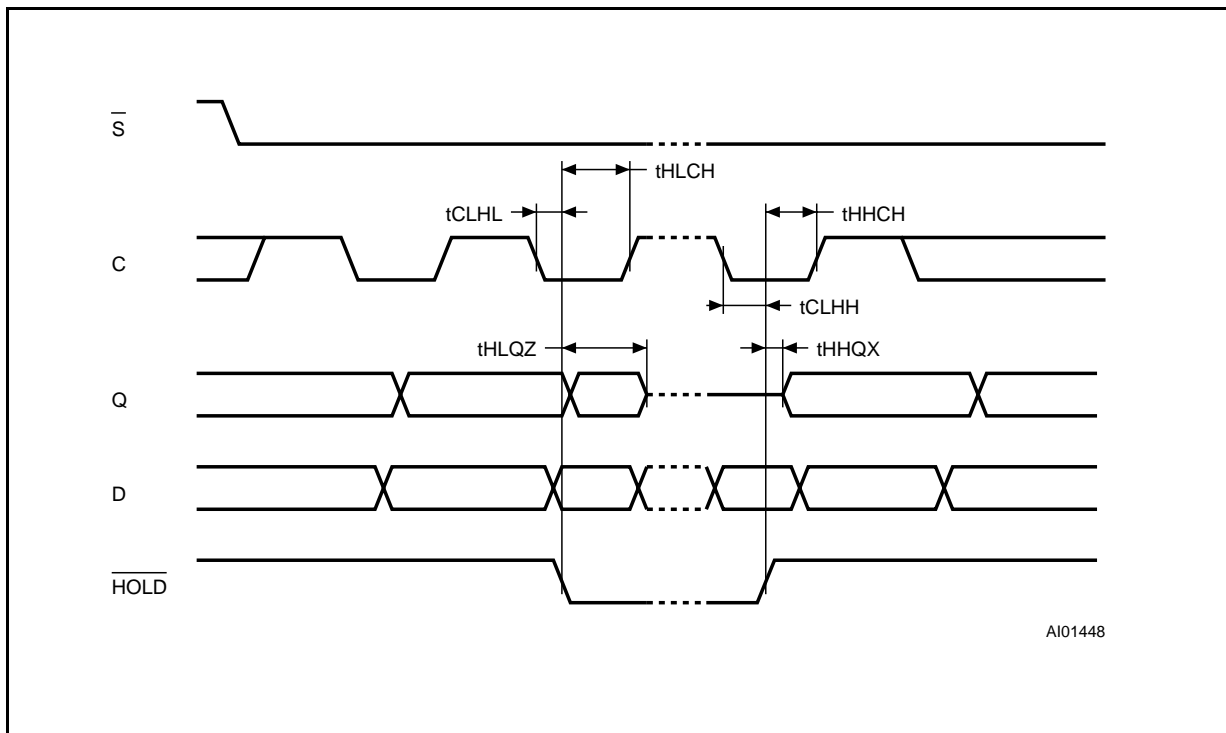 S
tHLCH
tCLHL
tHHCH
C
tCLHH
tHLQZ
tHHQX
Q
D
HOLD
AI01448